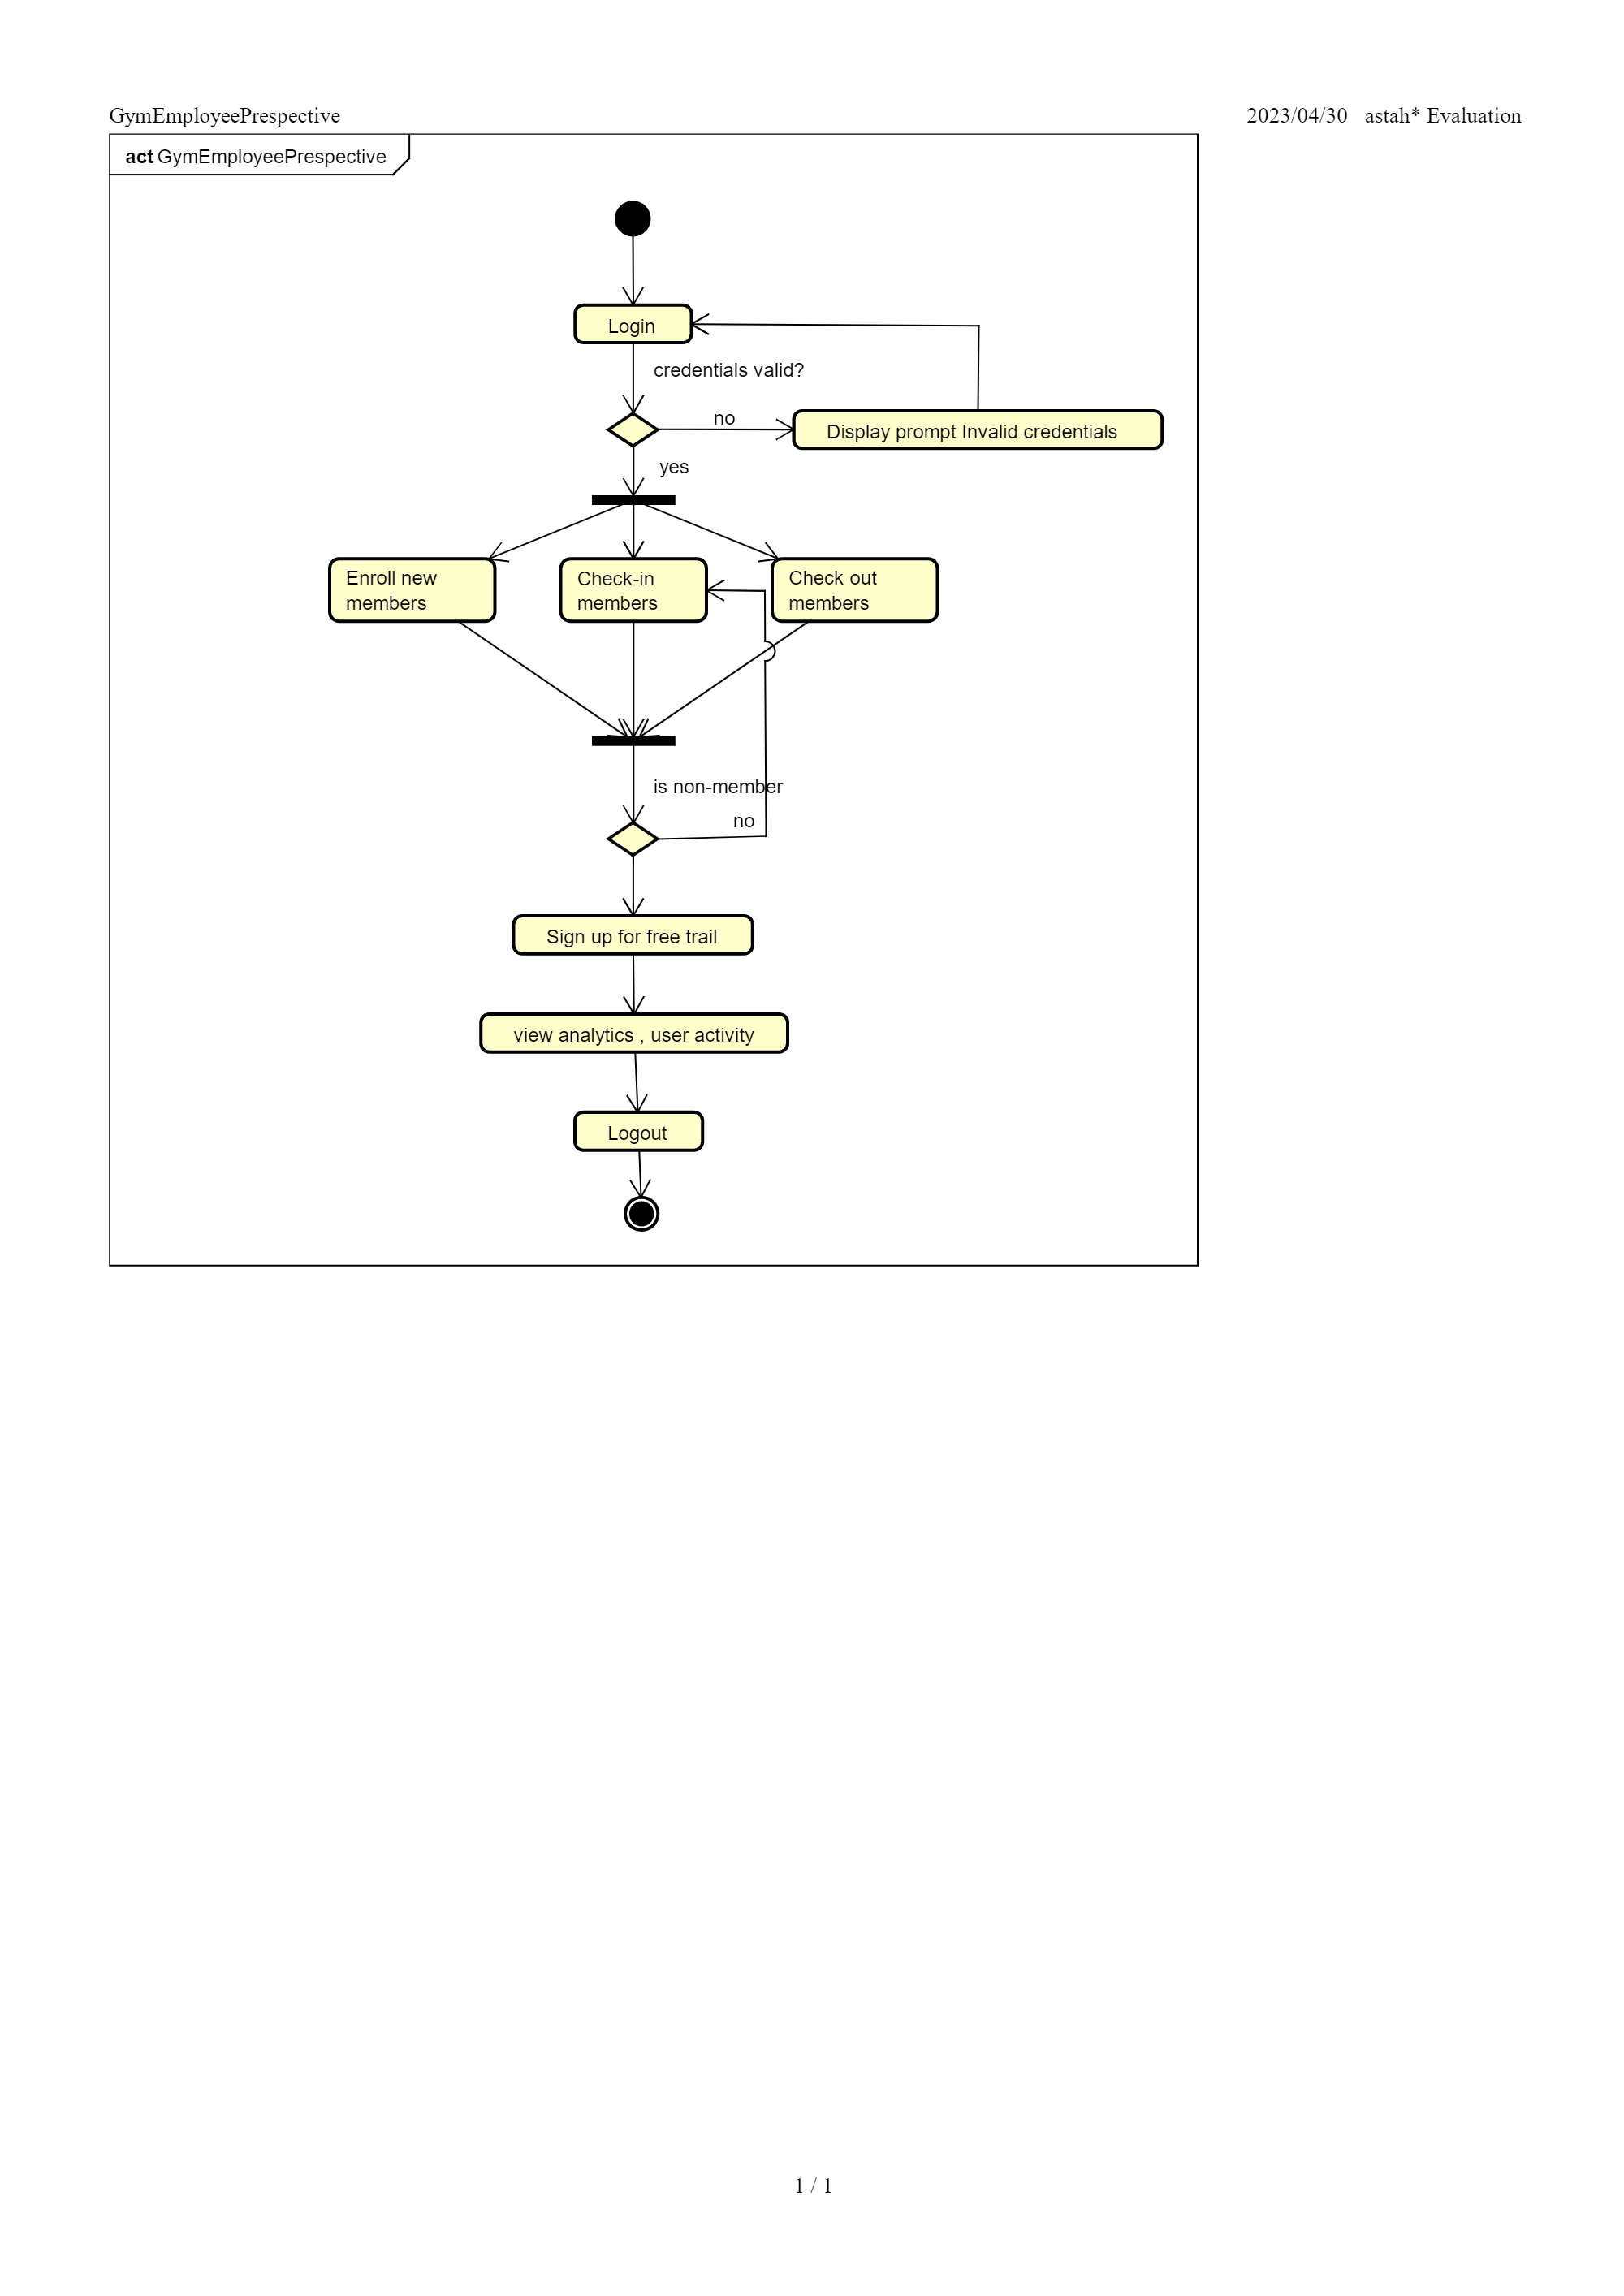 GymEmployeePrespective
2023/04/30 astah* Evaluation
act GymEmployeePrespective
Login
credentials valid?
no
Display prompt Invalid credentials
yes
Enroll new
members
Check-in
members
Check out
members
is non-member
no
Sign up for free trail
view analytics , user activity
Logout
1 / 1